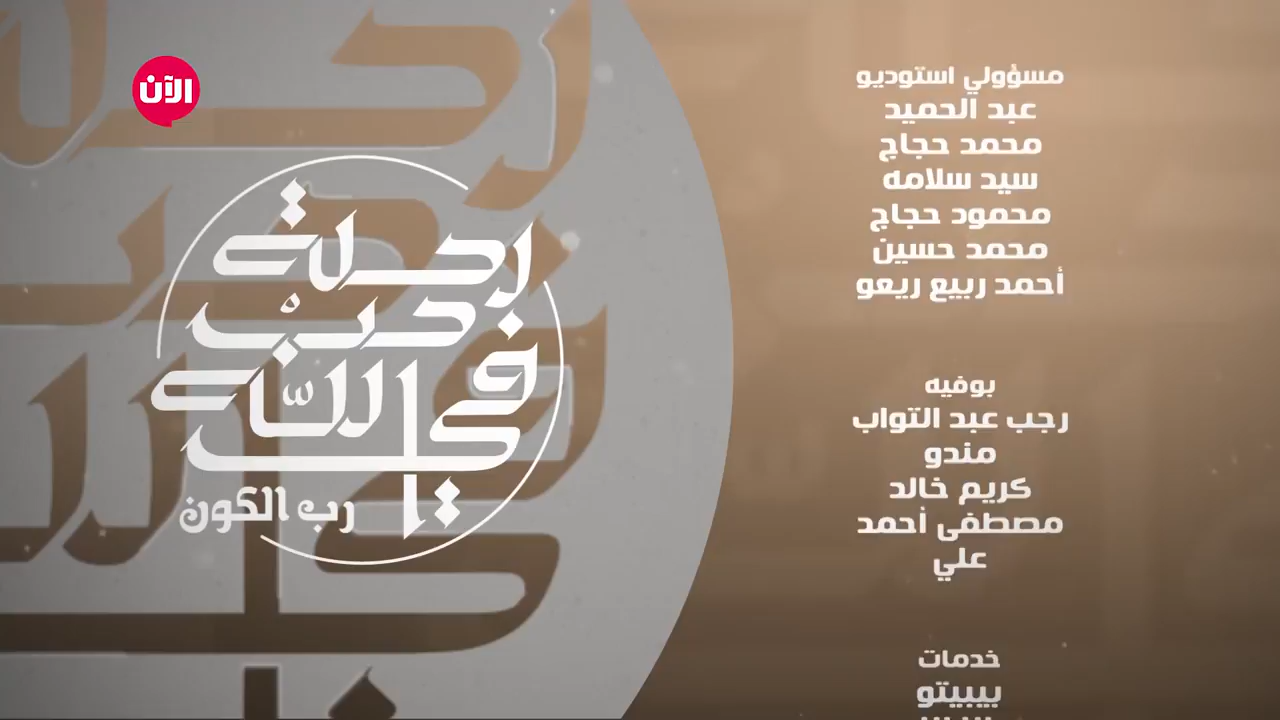 الآن
رحلة
حب
في الله
يا
رب الكون
مسؤولي استوديو
عبد الحميد
محمد حجاج
سيد سلامه
محمود حجاج
محمد حسين
أحمد ربيع ريعو
بوفيه
رجب عبد التواب
مندو
كريم خالد
مصطفى أحمد
علي
خدمات
بيبيتو